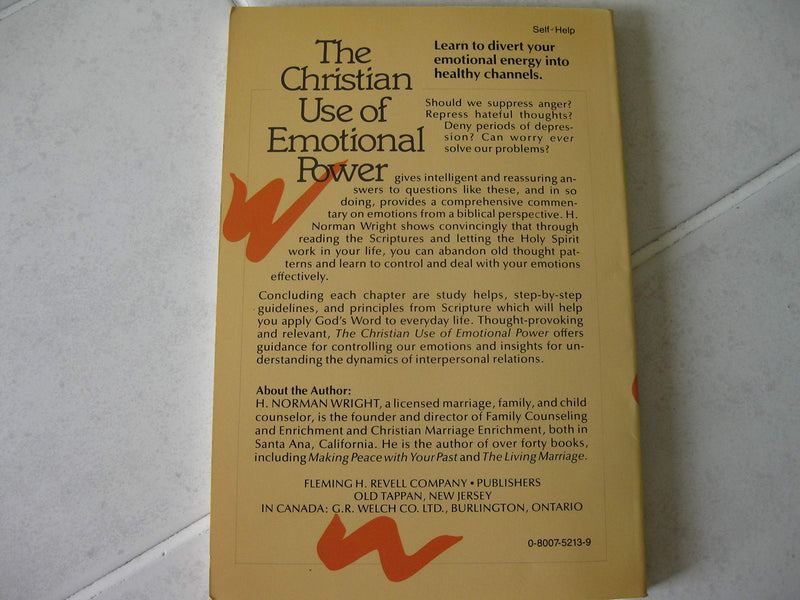 Self-Help
The
Christian
Use of
Emotional
Power
Learn to divert your
emotional energy into
healthy channels.
Should we suppress anger?
Repress hateful thoughts?
Deny periods of depres-
sion? Can worry ever
solve our problems?
gives intelligent and reassuring an-
swers to questions like these, and in so
doing, provides a comprehensive commen-
tary on emotions from a biblical perspective. H.
Norman Wright shows convincingly that through
reading the Scriptures and letting the Holy Spirit
work in your life, you can abandon old thought pat-
terns and learn to control and deal with your emotions
effectively.
Concluding each chapter are study helps, step-by-step
guidelines, and principles from Scripture which will help
you apply God's Word to everyday life. Thought-provoking
and relevant, The Christian Use of Emotional Power offers
guidance for controlling our emotions and insights for un-
derstanding the dynamics of interpersonal relations.
About the Author:
H. NORMAN WRIGHT, a licensed marriage, family, and child
counselor, is the founder and director of Family Counseling
and Enrichment and Christian Marriage Enrichment, both in
Santa Ana, California. He is the author of over forty books,
including Making Peace with Your Past and The Living Marriage.
FLEMING H. REVELL COMPANY • PUBLISHERS
OLD TAPPAN, NEW JERSEY
IN CANADA: G.R. WELCH CO. LTD., BURLINGTON, ONTARIO
0-8007-5213-9